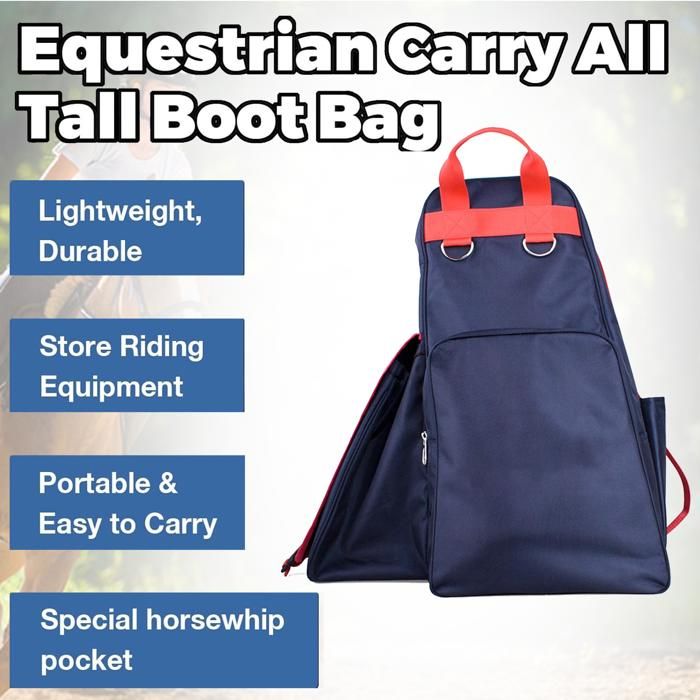 Equestrian Carry All
Tall Boot Bag
Lightweight,
Durable
Store Riding
Equipment
Portable &
Easy to Carry
Special horsewhip
pocket